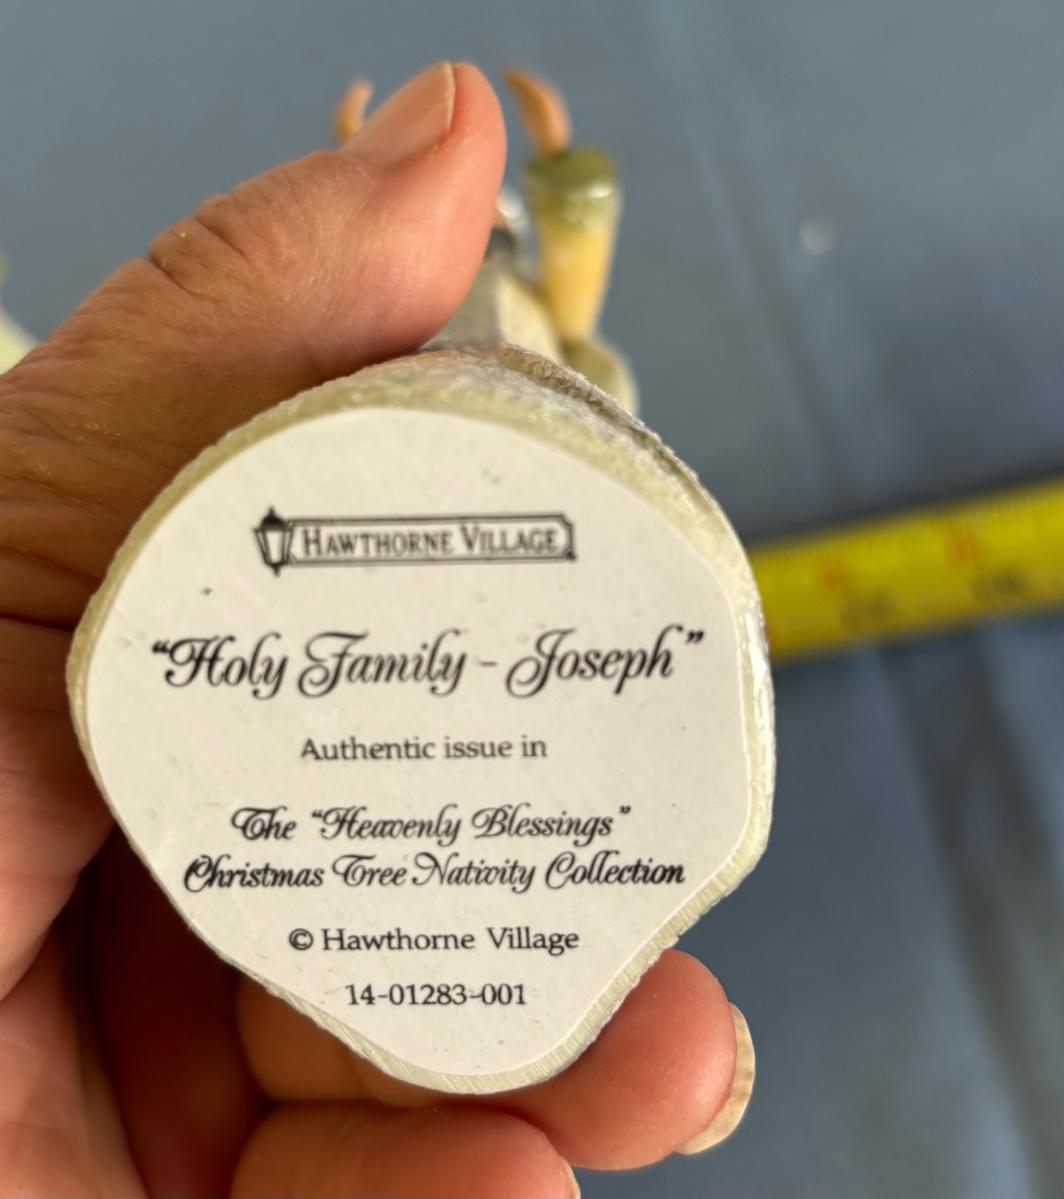 HAWTHORNE VILLAGE
“Holy Family - Joseph”
Authentic issue in
The “Heavenly Blessings”
Christmas Tree Nativity Collection
© Hawthorne Village
14-01283-001